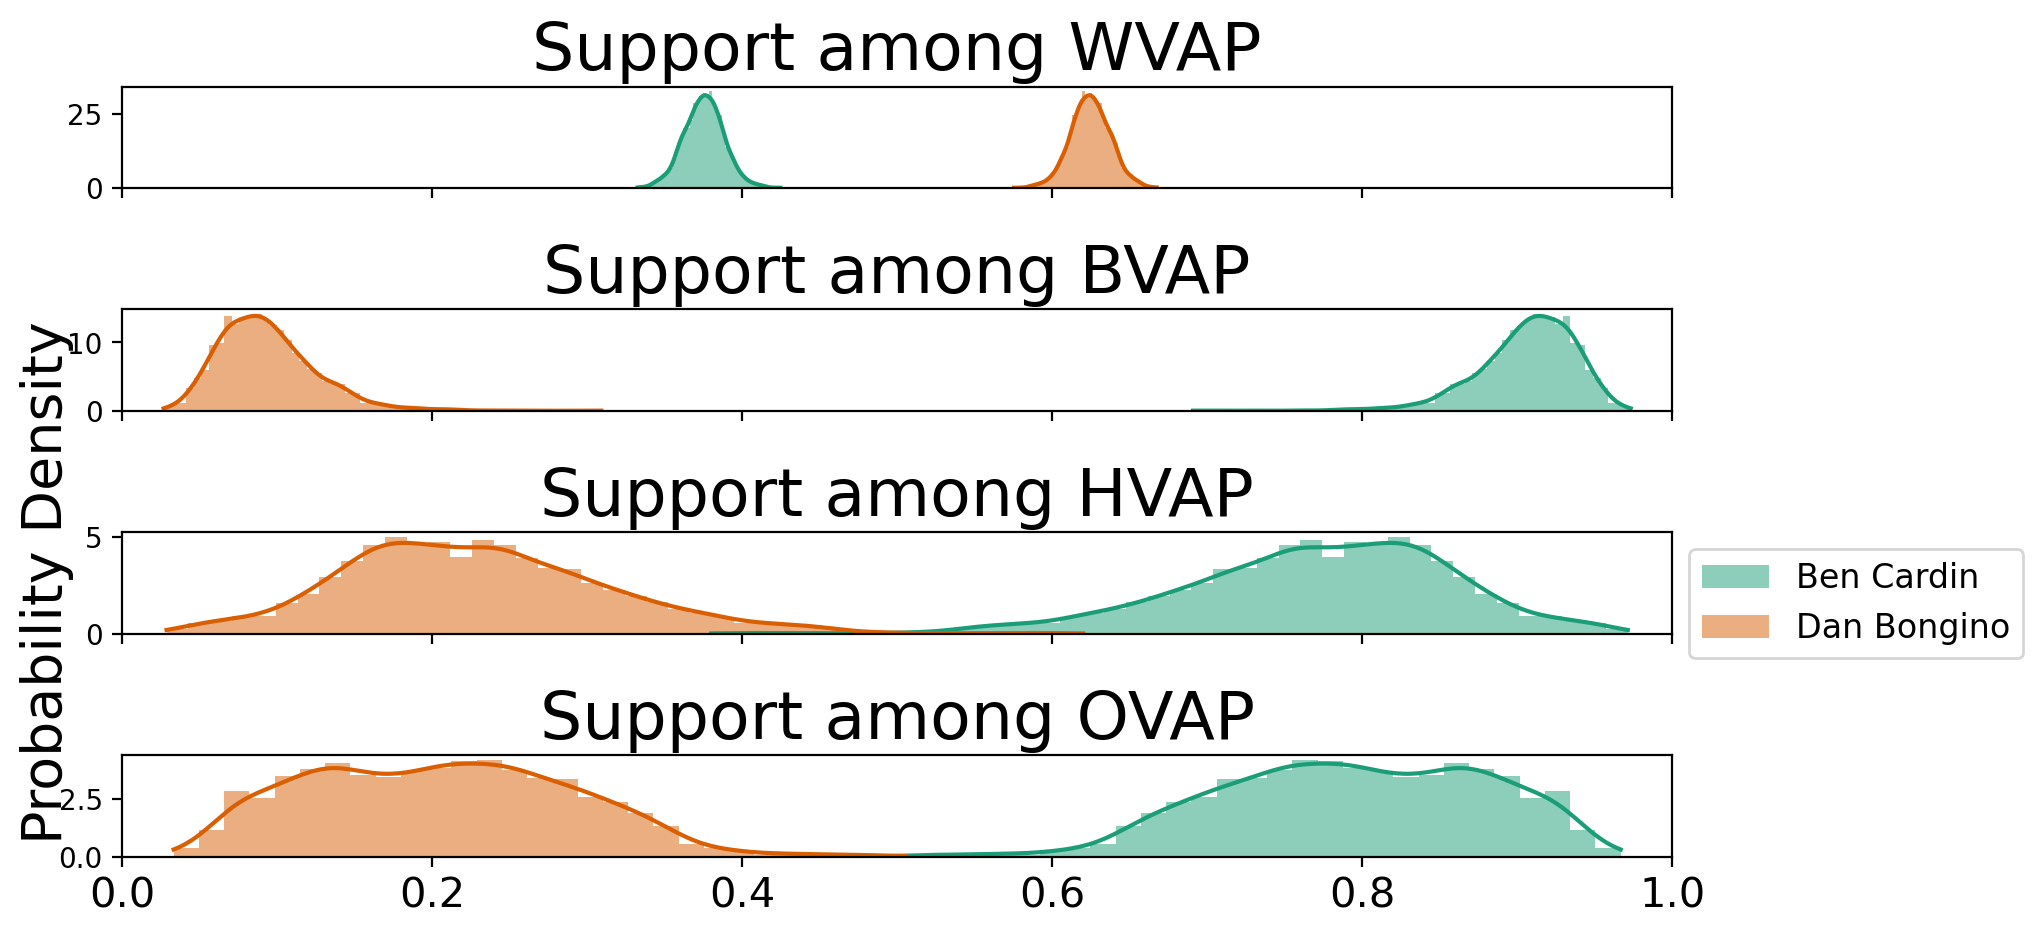 Support among WVAP
25
0
Support among BVAP
10
0
Support among HVAP
5
0
Support among OVAP
2.5
0.0
0.0 0.2 0.4 0.6 0.8 1.0
Probability Density
Ben Cardin
Dan Bongino